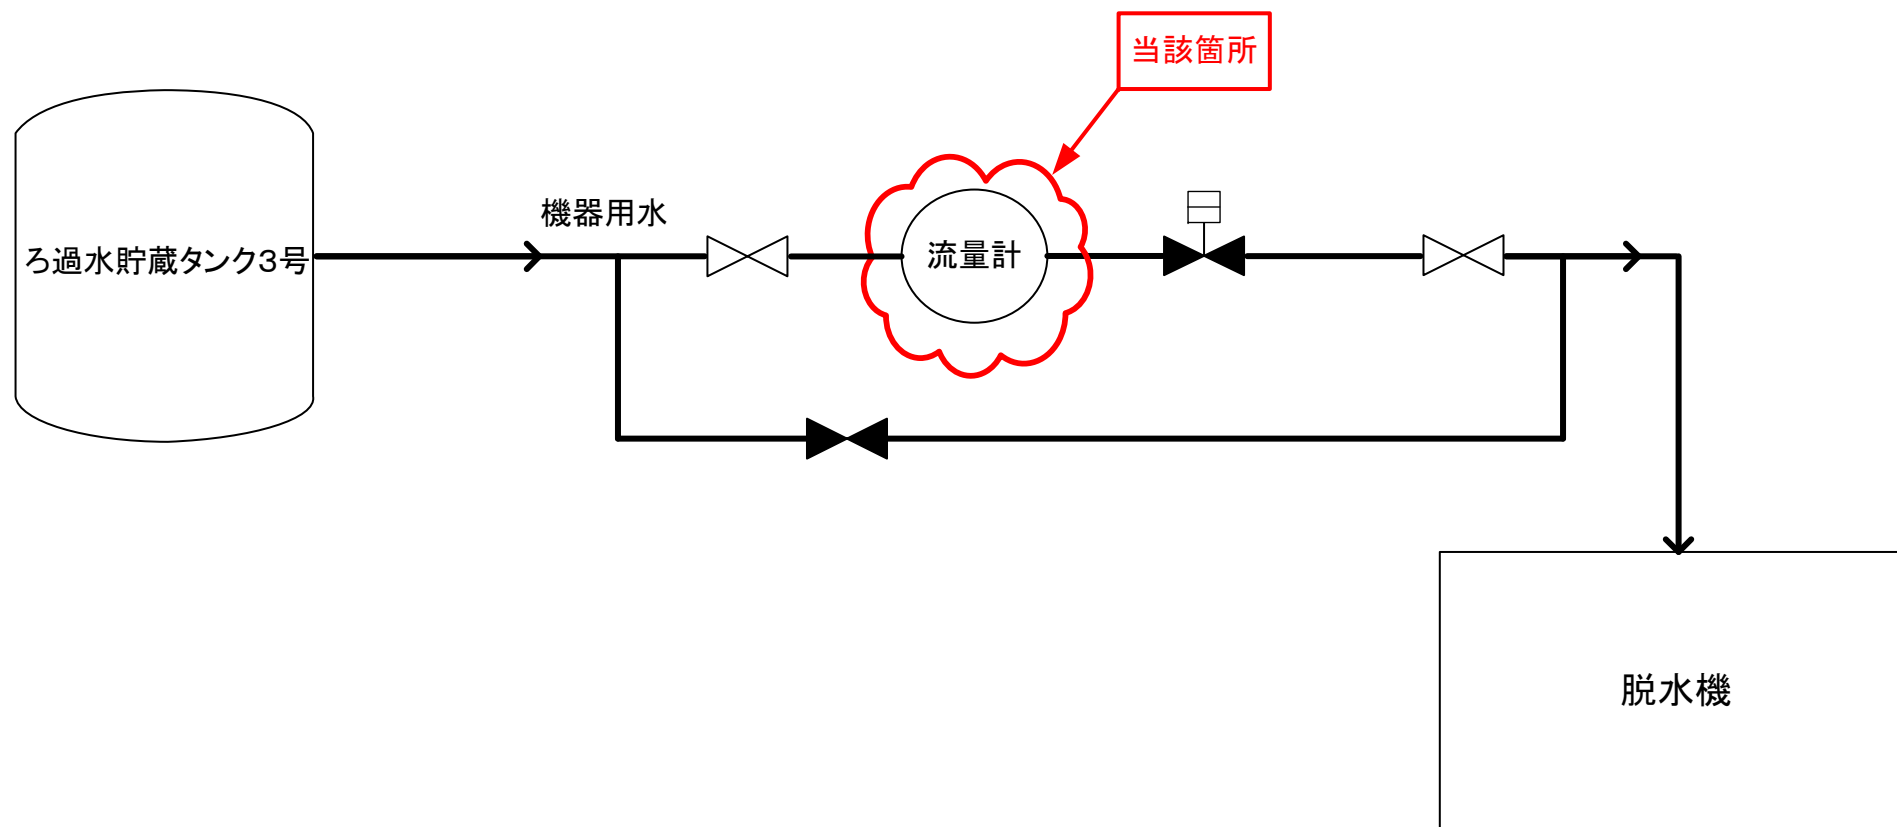 当該箇所
機器用水
ろ過水貯蔵タンク3号
流量計
脱水機